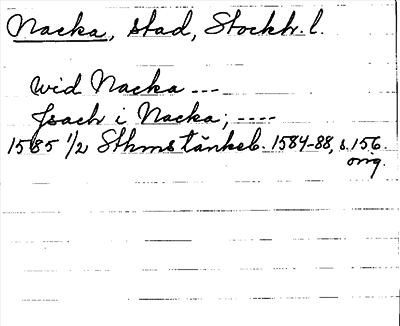 Nacka, stad, Stockh. l.
wid Nacka ---
Jsach i Nacka; ----
1585 1/2 Sthms tänkeb. 1584-88, s. 156.
orig.